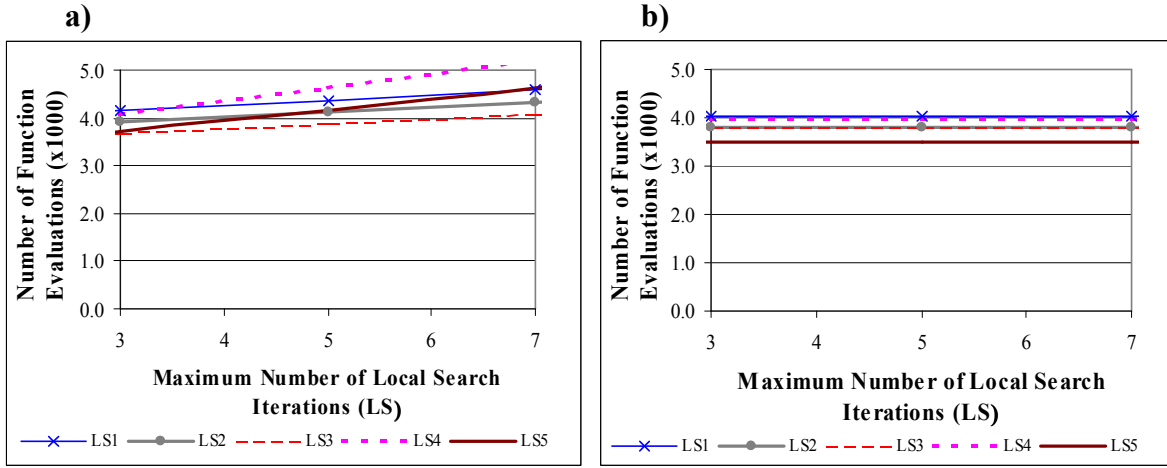 a)
Number of Function
Evaluations (x1000)
5.0
4.0
3.0
2.0
1.0
0.0
3 4 5 6 7
Maximum Number of Local Search
Iterations (LS)
LS1 LS2 LS3 LS4 LS5
b)
Number of Function
Evaluations (x1000)
5.0
4.0
3.0
2.0
1.0
0.0
3 4 5 6 7
Maximum Number of Local Search
Iterations (LS)
LS1 LS2 LS3 LS4 LS5